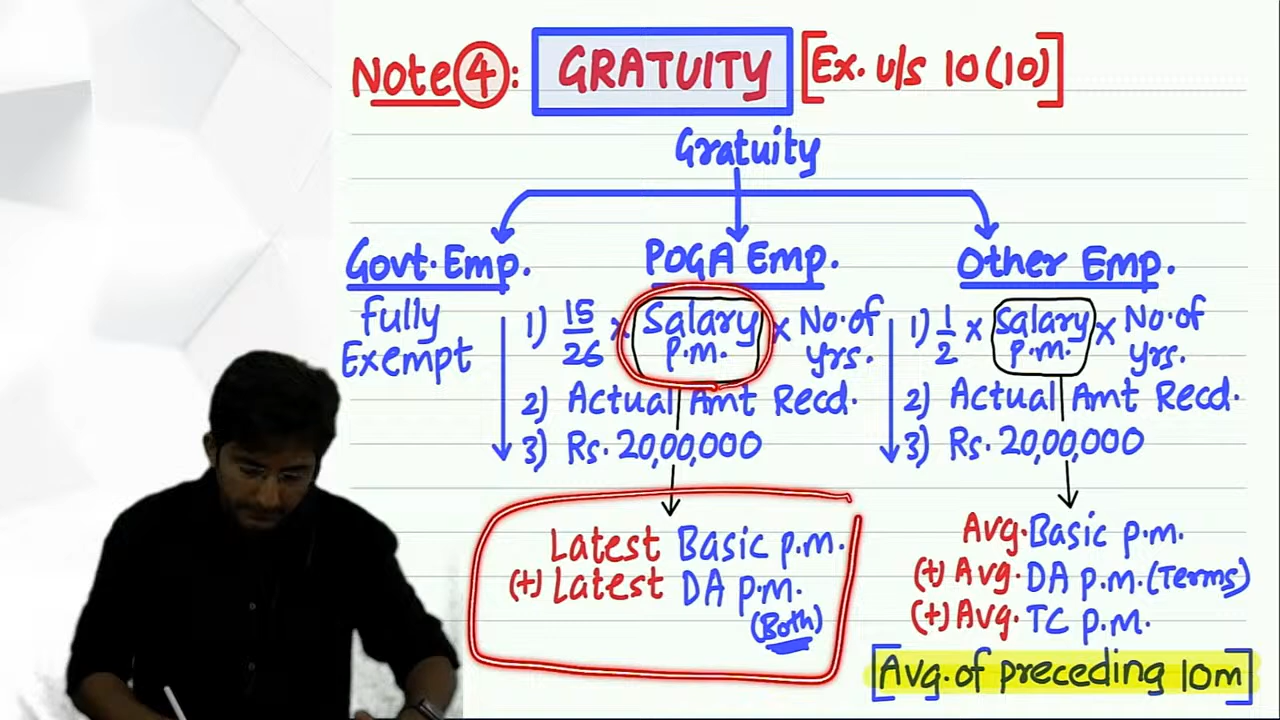 Note 4: GRATUITY [Ex. u/s 10(10)]
Gratuity
Govt. Emp.
Fully
Exempt
POGA Emp.
1) 15/26 x Salary p.m. x No. of yrs.
2) Actual Amt Recd.
3) Rs. 20,00,000
Latest Basic p.m.
(+) Latest DA p.m.
(Both)
Other Emp.
1) 1/2 x Salary p.m. x No. of yrs.
2) Actual Amt Recd.
3) Rs. 20,00,000
Avg. Basic p.m.
(+) Avg. DA p.m. (Terms)
(+) Avg. TC p.m.
[Avg. of preceding 10m]